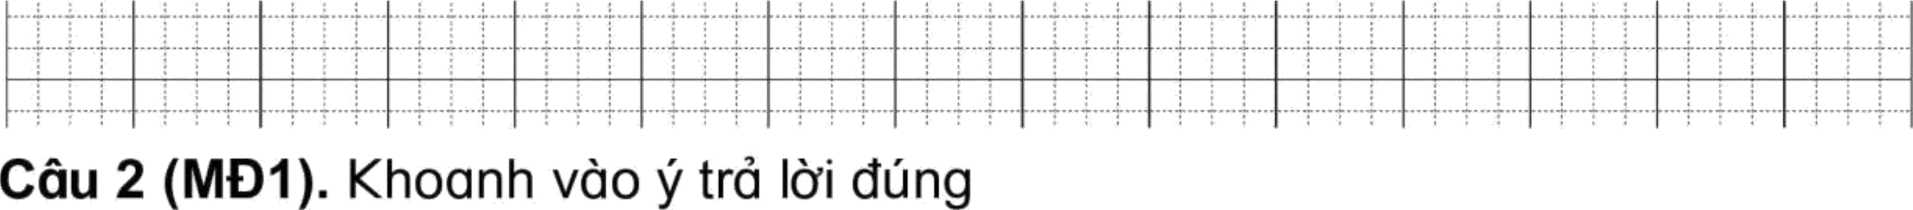 Câu 2 (MĐ1). Khoanh vào ý trả lời đúng